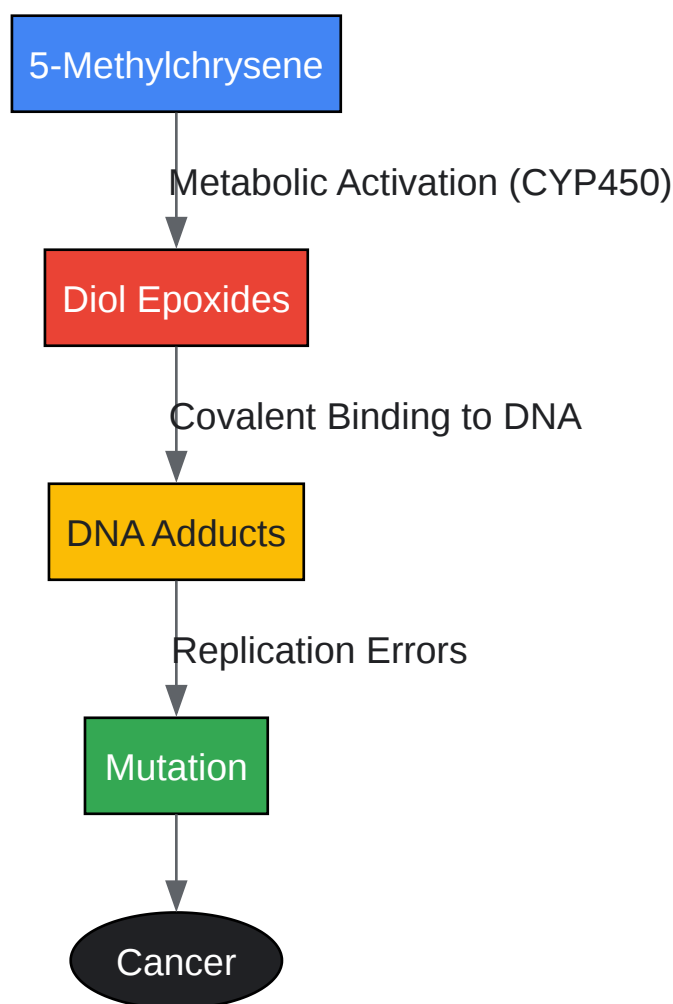 5-Methylchrysene
Metabolic Activation (CYP450)
Diol Epoxides
Covalent Binding to DNA
DNA Adducts
Replication Errors
Mutation
Cancer